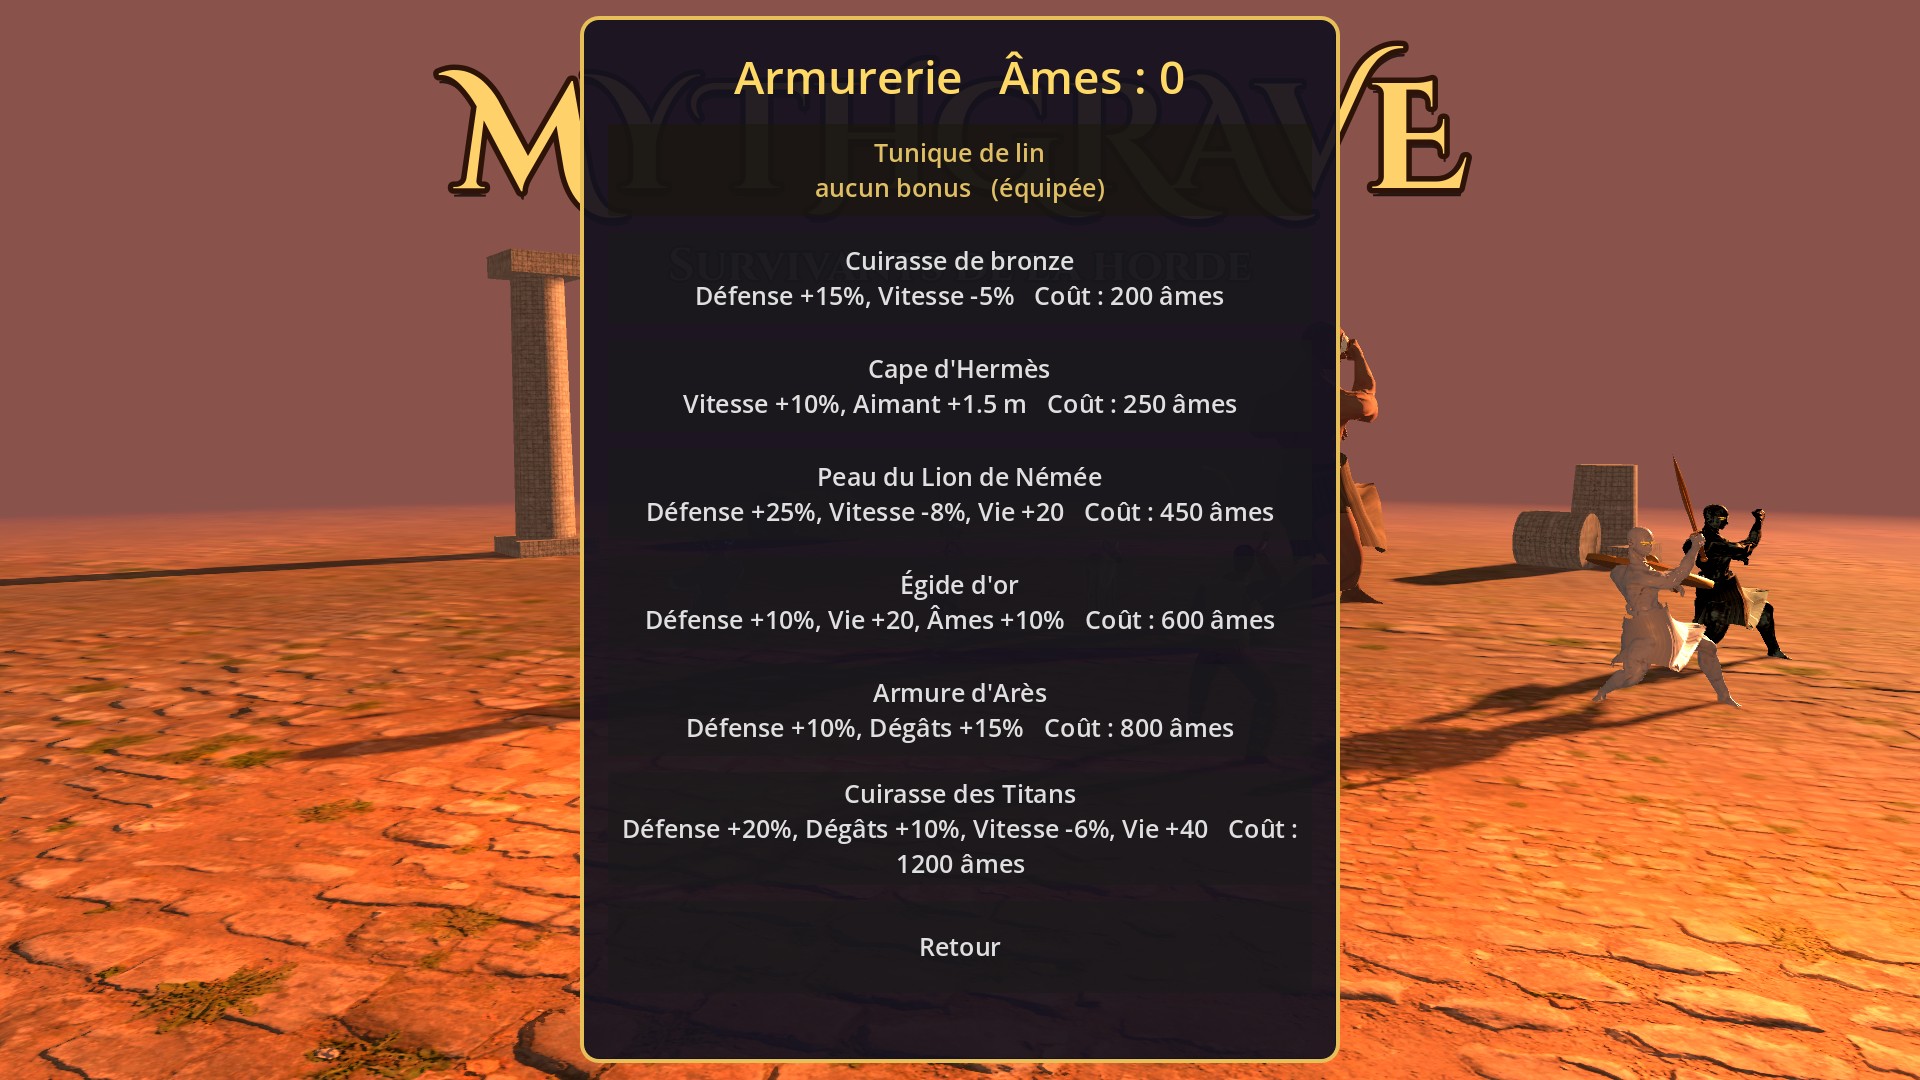 MYTHGRAVE
Armurerie Âmes : 0
Tunique de lin
aucun bonus (équipée)
Cuirasse de bronze
Défense +15%, Vitesse -5% Coût : 200 âmes
Cape d'Hermès
Vitesse +10%, Aimant +1.5 m Coût : 250 âmes
Peau du Lion de Némée
Défense +25%, Vitesse -8%, Vie +20 Coût : 450 âmes
Égide d'or
Défense +10%, Vie +20, Âmes +10% Coût : 600 âmes
Armure d'Arès
Défense +10%, Dégâts +15% Coût : 800 âmes
Cuirasse des Titans
Défense +20%, Dégâts +10%, Vitesse -6%, Vie +40 Coût :
1200 âmes
Retour